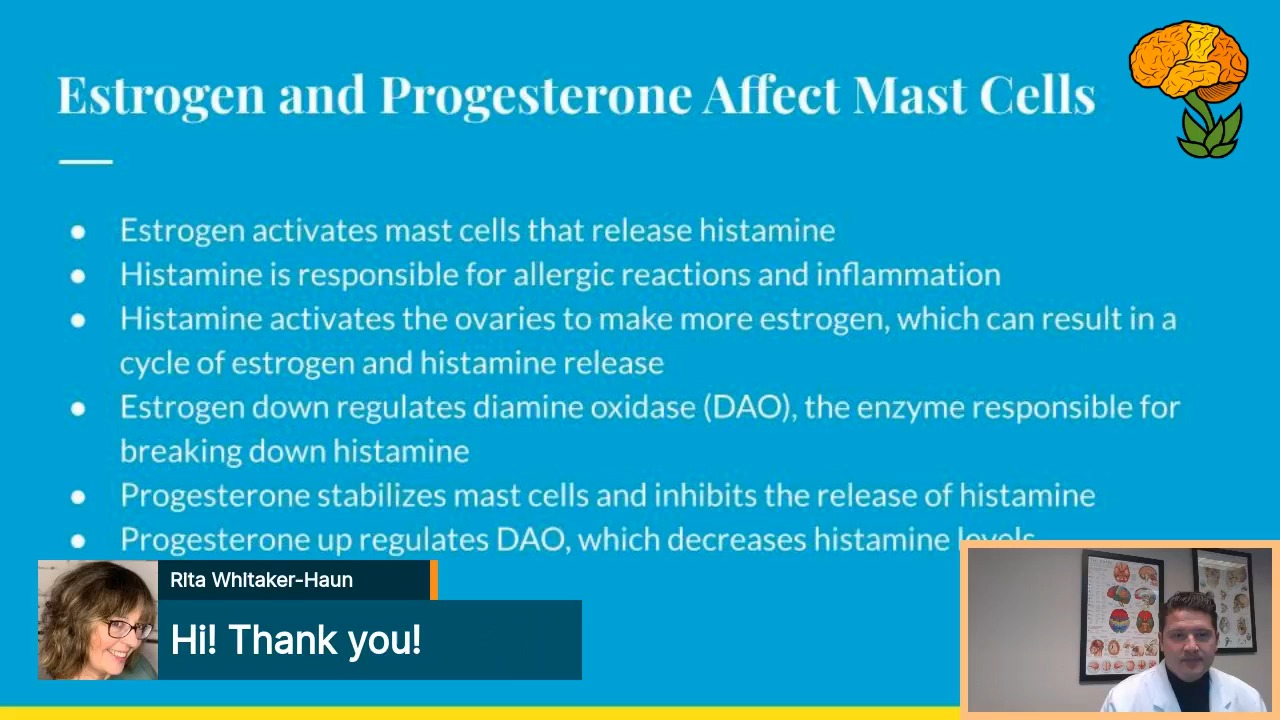 Estrogen and Progesterone Affect Mast Cells
● Estrogen activates mast cells that release histamine
● Histamine is responsible for allergic reactions and inflammation
● Histamine activates the ovaries to make more estrogen, which can result in a
cycle of estrogen and histamine release
● Estrogen down regulates diamine oxidase (DAO), the enzyme responsible for
breaking down histamine
● Progesterone stabilizes mast cells and inhibits the release of histamine
● Progesterone up regulates DAO, which decreases histamine levels
Rita Whitaker-Haun
Hi! Thank you!